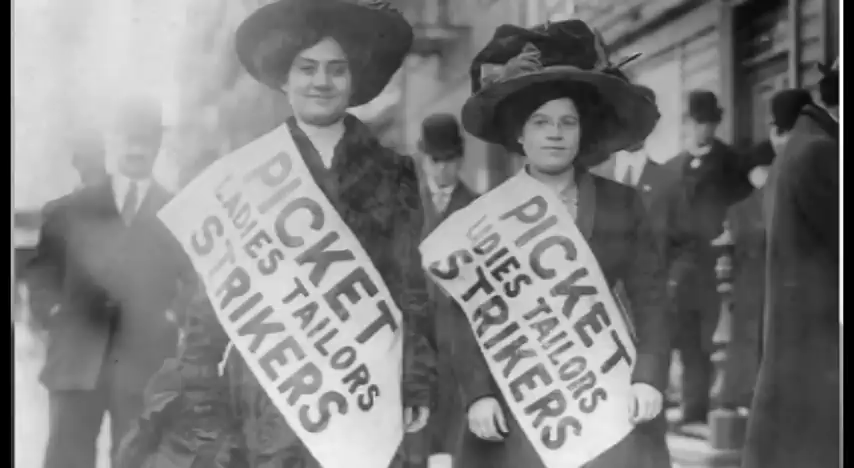 PICKET
LADIES TAILORS
STRIKERS
PICKET
LADIES TAILORS
STRIKERS